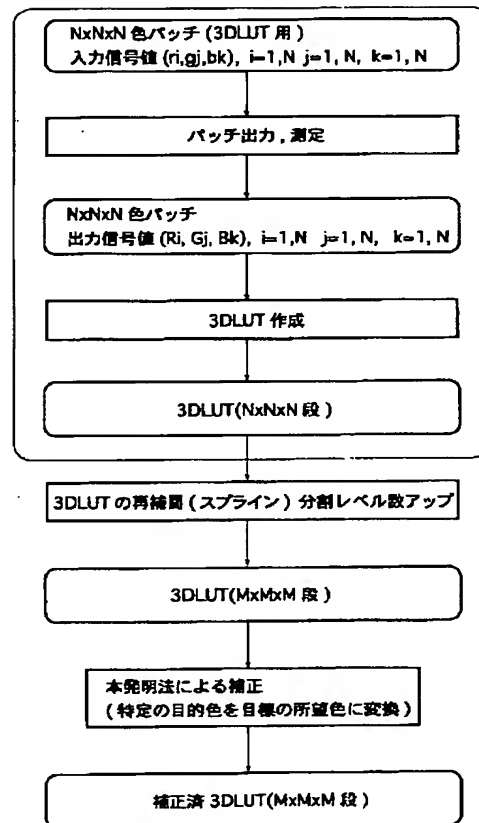 NxNxN 色パッチ (3DLUT 用)
入力信号値 (ri,gj,bk), i=1,N j=1, N, k=1, N
パッチ出力 , 測定
NxNxN 色パッチ
出力信号値 (Ri, Gj, Bk), i=1,N j=1, N, k=1, N
3DLUT 作成
3DLUT(NxNxN 段 )
3DLUT の再補間 ( スプライン ) 分割レベル数アップ
3DLUT(MxMxM 段 )
本発明法による補正
( 特定の目的色を目標の所望色に変換 )
補正済 3DLUT(MxMxM 段 )